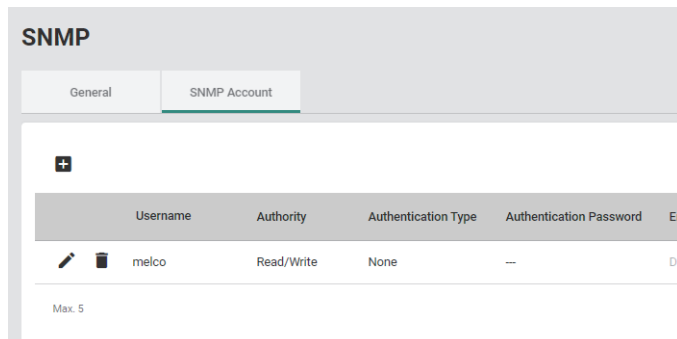 SNMP
General SNMP Account
Username Authority Authentication Type Authentication Password
melco Read/Write None ---
Max. 5